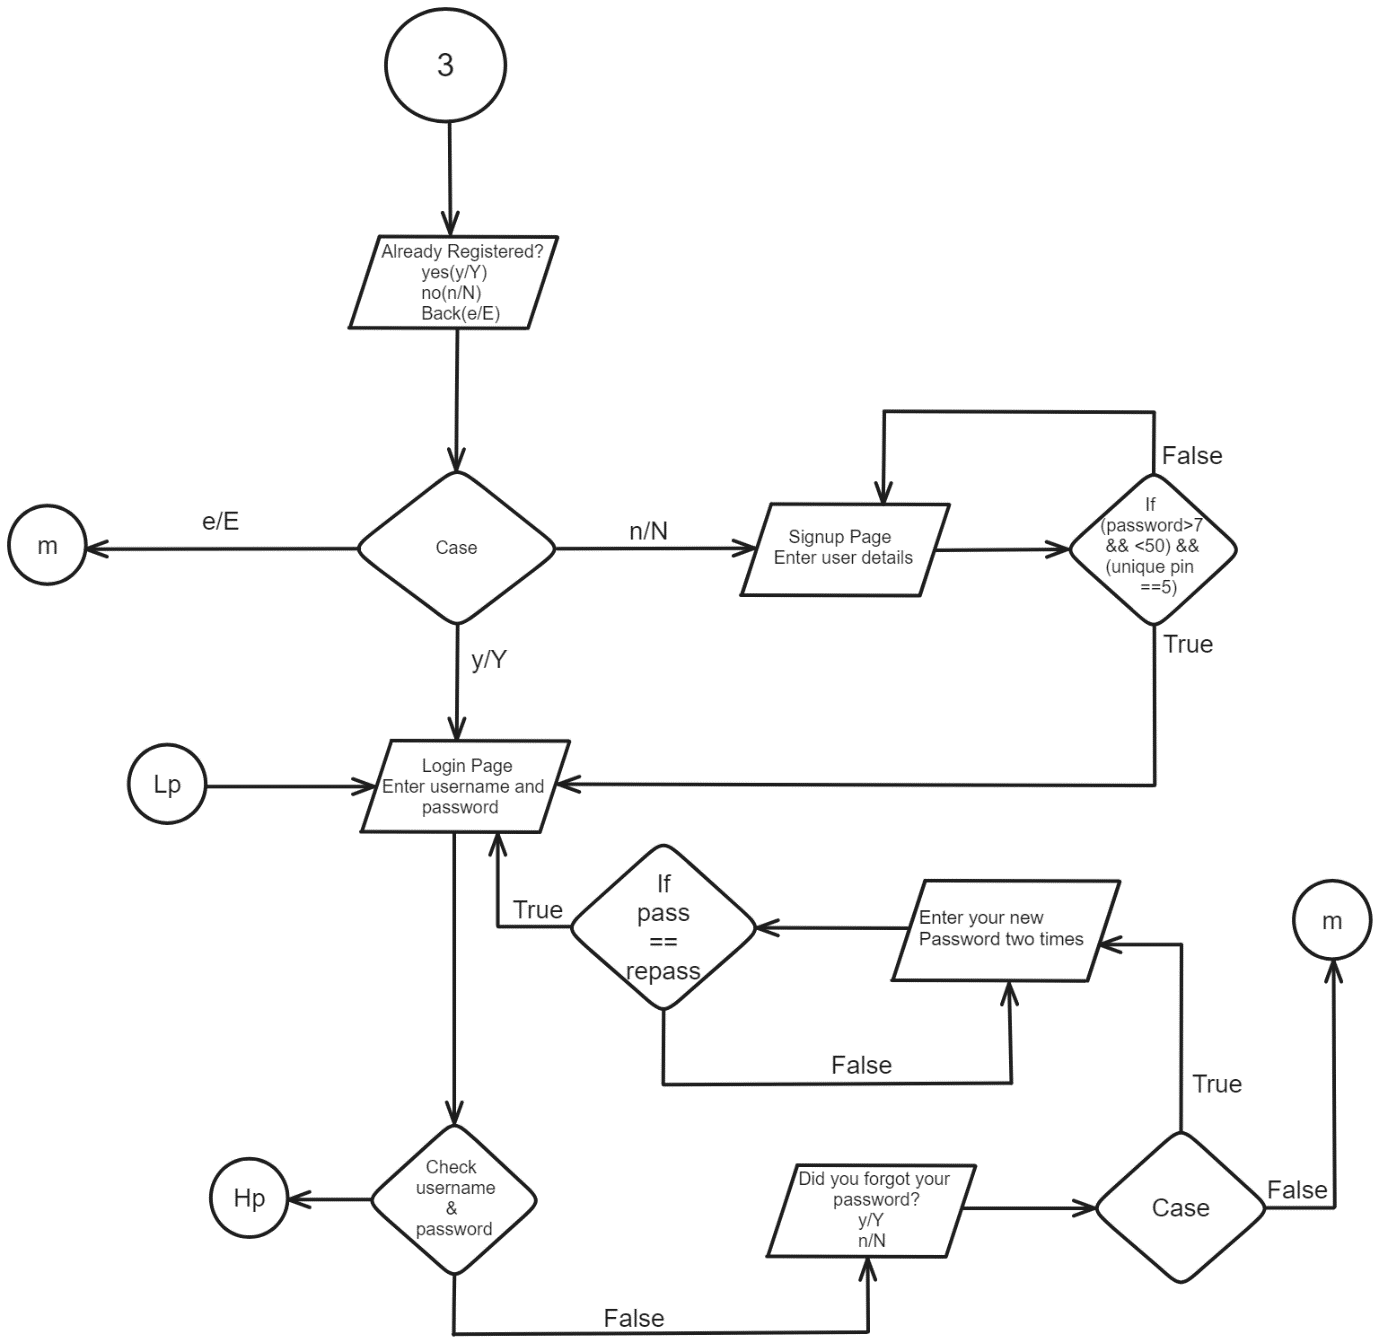 3
Already Registered?
yes(y/Y)
no(n/N)
Back(e/E)
False
If
(password>7
&& <50) &&
(unique pin
==5)
e/E
n/N
m
Case
Signup Page
Enter user details
True
y/Y
Lp
Login Page
Enter username and
password
If
pass
==
repass
True
Enter your new
Password two times
m
False
True
Check
username
&
password
Hp
Did you forgot your
password?
y/Y
n/N
Case
False
False